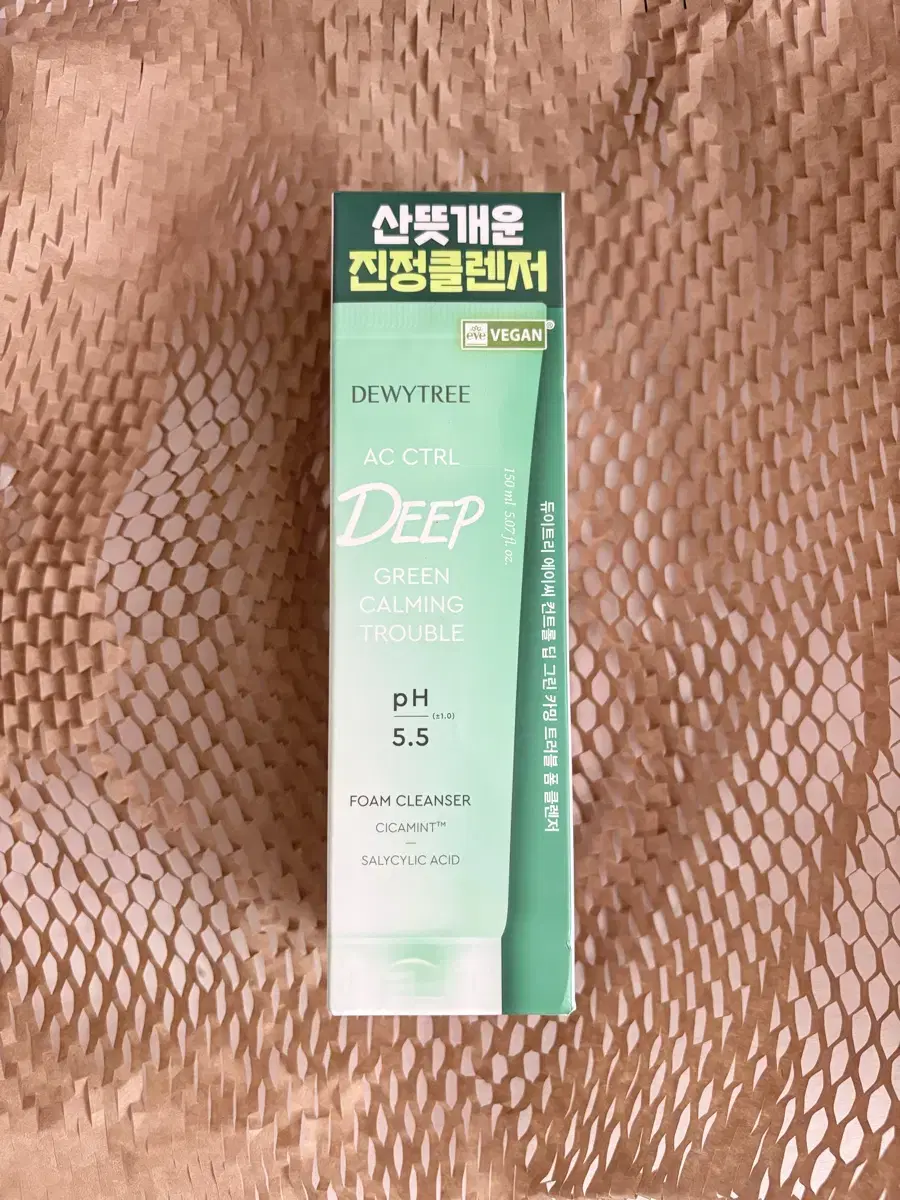 산뜻개운
진정클렌저
eve VEGAN®
DEWYTREE
AC CTRL
DEEP
GREEN
CALMING
TROUBLE
150 ml 5.07 fl. oz.
듀이트리 에이씨 컨트롤 딥 그린 카밍 트러블 폼 클렌저
pH
(±1.0)
5.5
FOAM CLEANSER
CICAMINT™
SALYCYLIC ACID